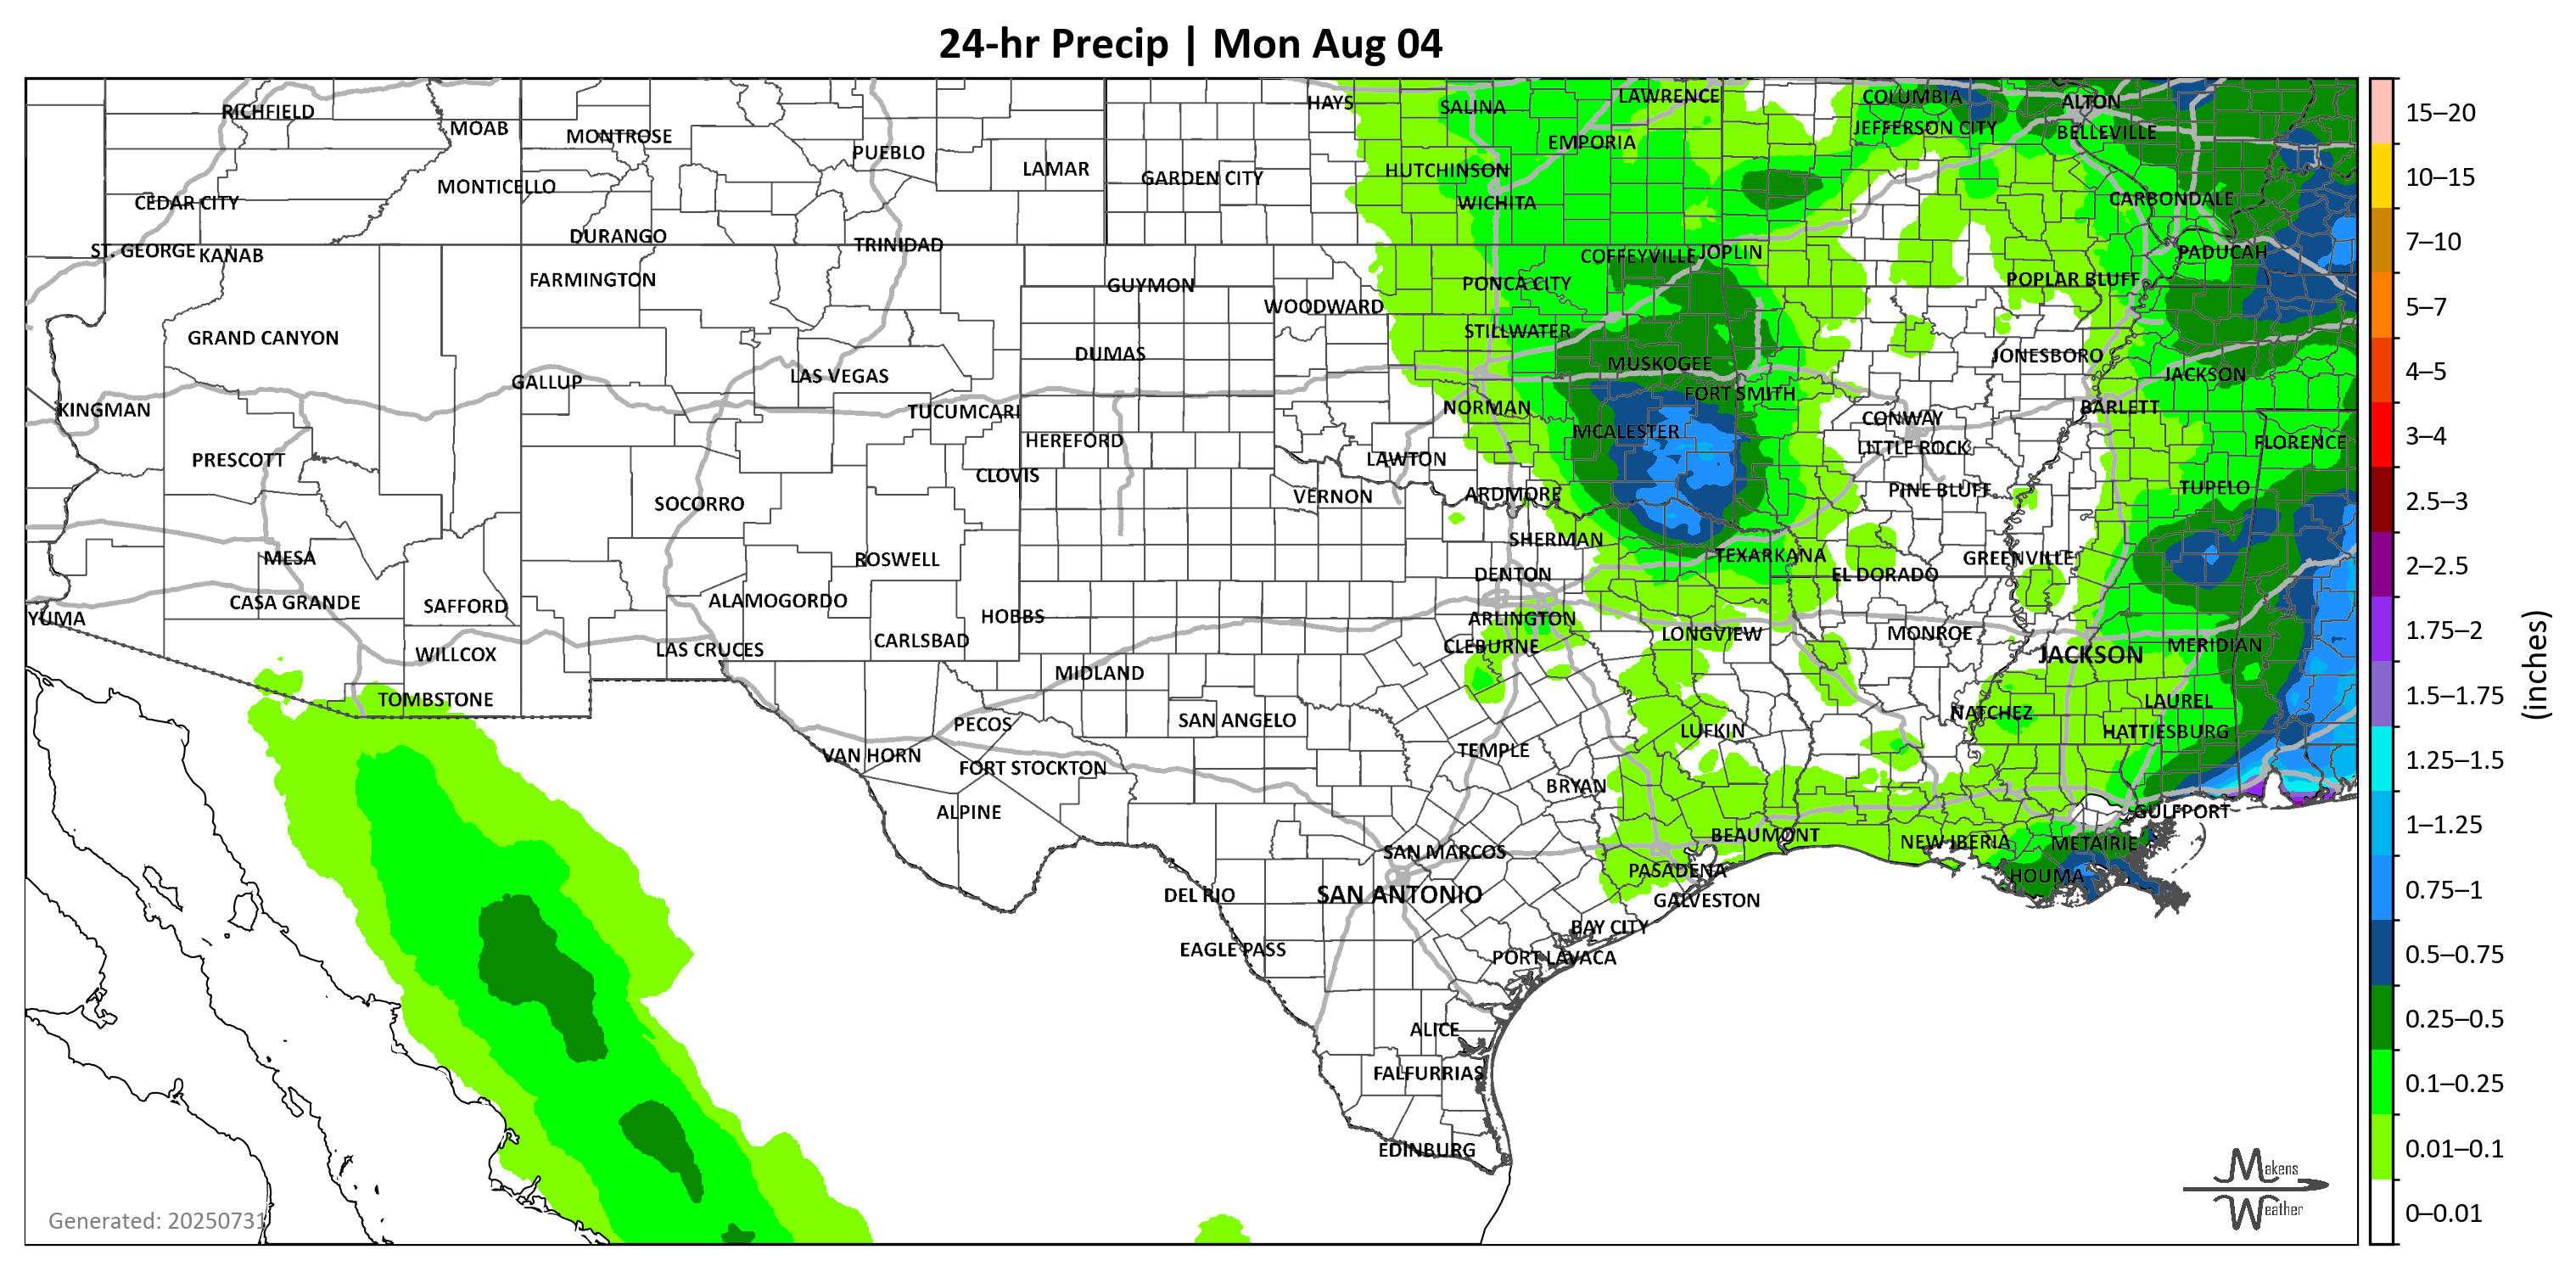 24-hr Precip | Mon Aug 04
RICHFIELD
MOAB
MONTROSE
PUEBLO
LAMAR
GARDEN CITY
HAYS
SALINA
LAWRENCE
COLUMBIA
ALTON
EMPORIA
JEFFERSON CITY
BELLEVILLE
MONTICELLO
HUTCHINSON
CEDAR CITY
WICHITA
CARBONDALE
DURANGO
TRINIDAD
ST. GEORGE
KANAB
COFFEYVILLE
JOPLIN
PADUCAH
FARMINGTON
GUYMON
PONCA CITY
POPLAR BLUFF
WOODWARD
GRAND CANYON
STILLWATER
DUMAS
MUSKOGEE
JONESBORO
GALLUP
LAS VEGAS
JACKSON
FORT SMITH
KINGMAN
TUCUMCARI
NORMAN
CONWAY
BARLETT
HEREFORD
MCALESTER
LITTLE ROCK
FLORENCE
PRESCOTT
CLOVIS
LAWTON
SOCORRO
VERNON
ARDMORE
PINE BLUFF
TUPELO
MESA
ROSWELL
SHERMAN
TEXARKANA
GREENVILLE
DENTON
EL DORADO
CASA GRANDE
SAFFORD
ALAMOGORDO
HOBBS
YUMA
ARLINGTON
LAS CRUCES
CARLSBAD
CLEBURNE
LONGVIEW
MONROE
JACKSON
MERIDIAN
WILLCOX
MIDLAND
TOMBSTONE
PECOS
SAN ANGELO
NATCHEZ
LAUREL
LUFKIN
HATTIESBURG
VAN HORN
FORT STOCKTON
TEMPLE
BRYAN
ALPINE
GULFPORT
BEAUMONT
NEW IBERIA
METAIRIE
SAN MARCOS
PASADENA
HOUMA
DEL RIO
SAN ANTONIO
GALVESTON
BAY CITY
EAGLE PASS
PORT LAVACA
ALICE
FALFURRIAS
EDINBURG
Generated: 20250731
Makens
Weather
15–20
10–15
7–10
5–7
4–5
3–4
2.5–3
2–2.5
1.75–2
1.5–1.75
1.25–1.5
1–1.25
0.75–1
0.5–0.75
0.25–0.5
0.1–0.25
0.01–0.1
0–0.01
(inches)